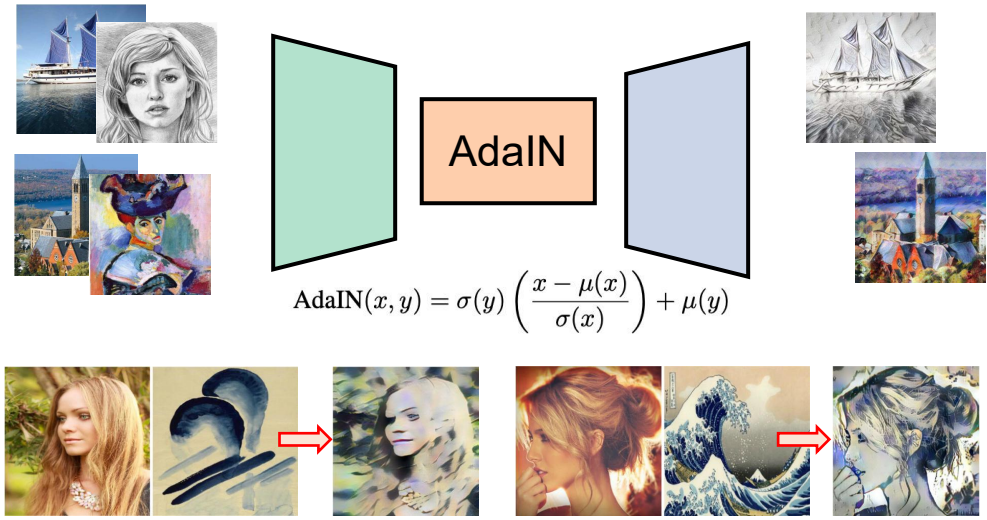 AdaIN
AdaIN(x, y) = σ(y) ( (x − μ(x)) / σ(x) ) + μ(y)